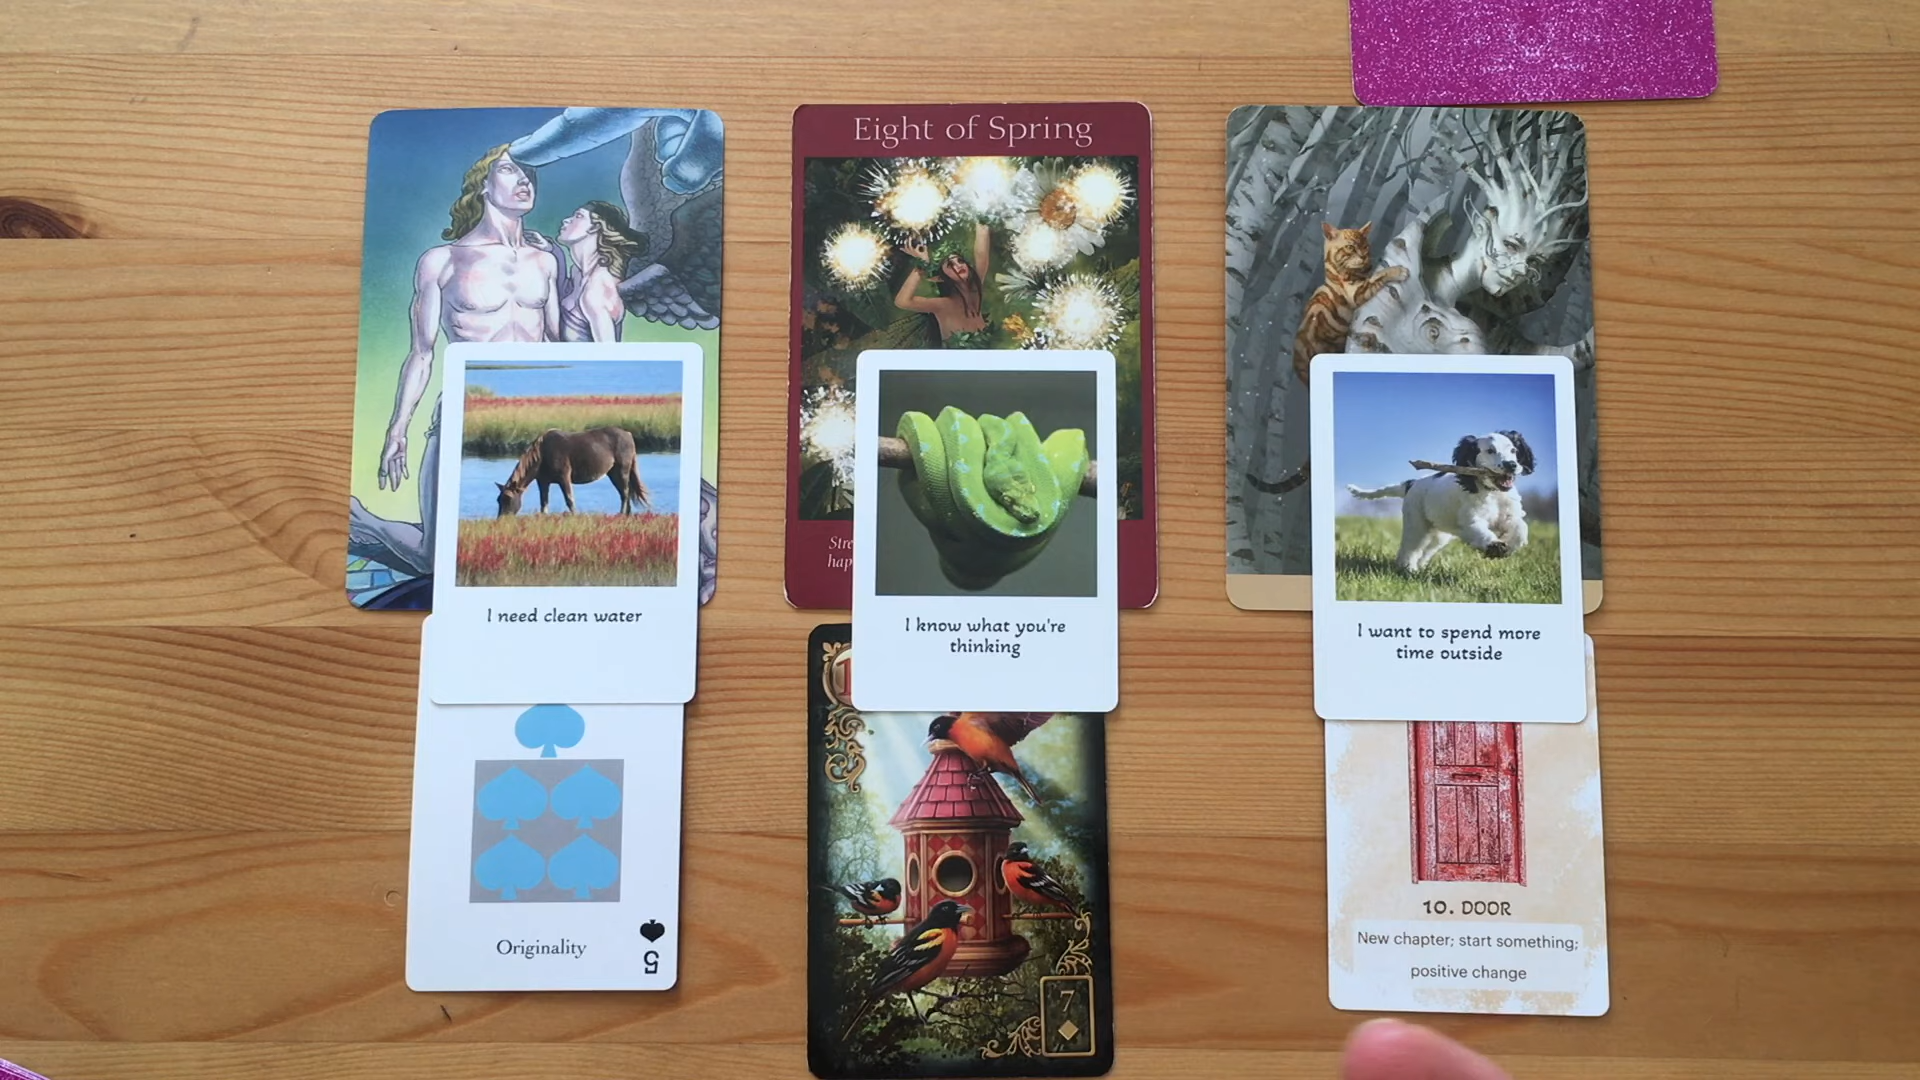 Eight of Spring
I need clean water
I know what you're
thinking
I want to spend more
time outside
Originality
5
7
10. DOOR
New chapter; start something;
positive change